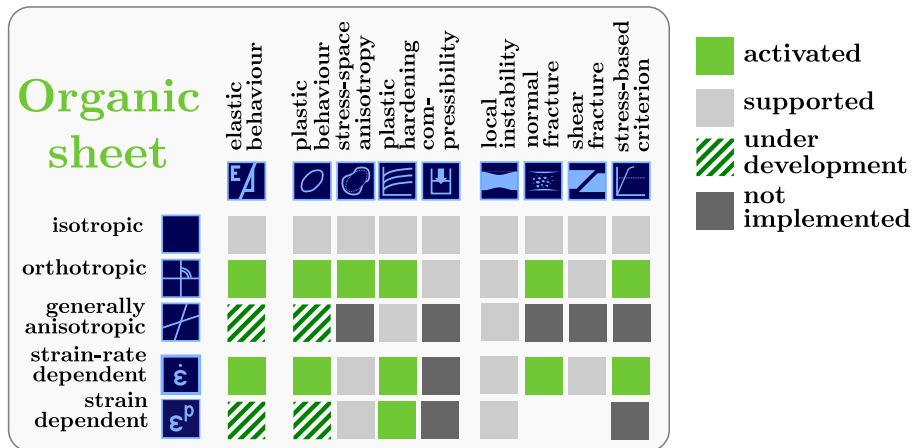 Organic
sheet
elastic
behaviour
plastic
behaviour
stress-space
anisotropy
plastic
hardening
com-
pressibility
local
instability
normal
fracture
shear
fracture
stress-based
criterion
E
isotropic
orthotropic
generally
anisotropic
strain-rate
dependent
ε̇
strain
dependent
εᵖ
activated
supported
under
development
not
implemented